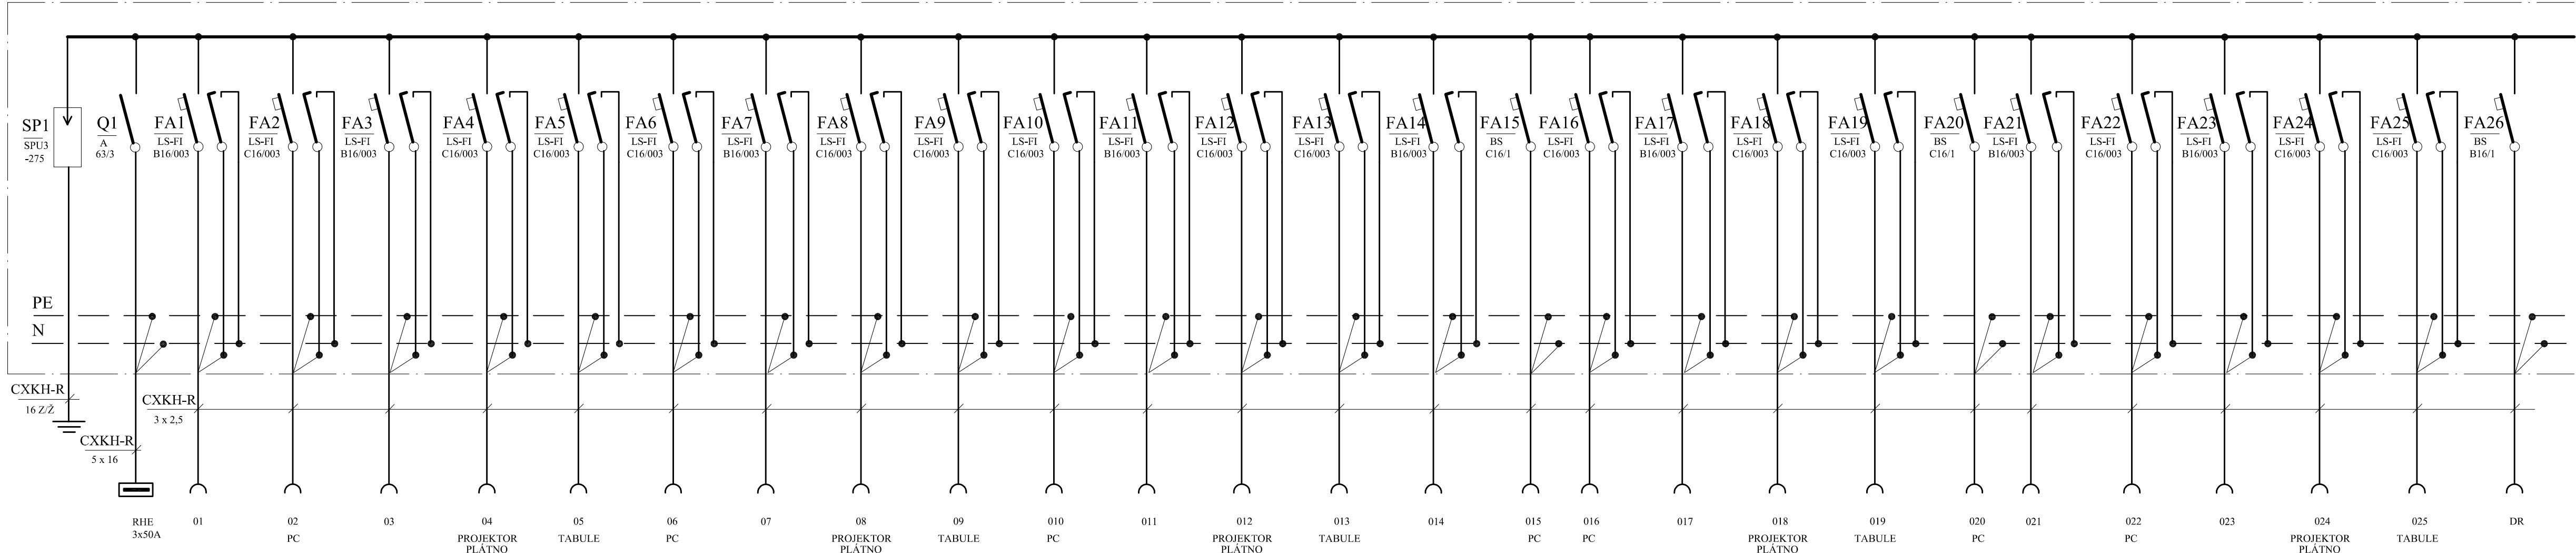 SP1
SPU3
-275
Q1
A
63/3
FA1
LS-FI
B16/003
FA2
LS-FI
C16/003
FA3
LS-FI
B16/003
FA4
LS-FI
C16/003
FA5
LS-FI
C16/003
FA6
LS-FI
C16/003
FA7
LS-FI
B16/003
FA8
LS-FI
C16/003
FA9
LS-FI
C16/003
FA10
LS-FI
C16/003
FA11
LS-FI
B16/003
FA12
LS-FI
C16/003
FA13
LS-FI
C16/003
FA14
LS-FI
B16/003
FA15
BS
C16/1
FA16
LS-FI
C16/003
FA17
LS-FI
B16/003
FA18
LS-FI
C16/003
FA19
LS-FI
C16/003
FA20
BS
C16/1
FA21
LS-FI
B16/003
FA22
LS-FI
C16/003
FA23
LS-FI
B16/003
FA24
LS-FI
C16/003
FA25
LS-FI
C16/003
FA26
BS
B16/1
PE
N
CXKH-R
16 Z/Ž
CXKH-R
3 x 2,5
CXKH-R
5 x 16
RHE
3x50A
01
02
PC
03
04
PROJEKTOR
PLÁTNO
05
TABULE
06
PC
07
08
PROJEKTOR
PLÁTNO
09
TABULE
010
PC
011
012
PROJEKTOR
PLÁTNO
013
TABULE
014
015
PC
016
PC
017
018
PROJEKTOR
PLÁTNO
019
TABULE
020
PC
021
022
PC
023
024
PROJEKTOR
PLÁTNO
025
TABULE
DR